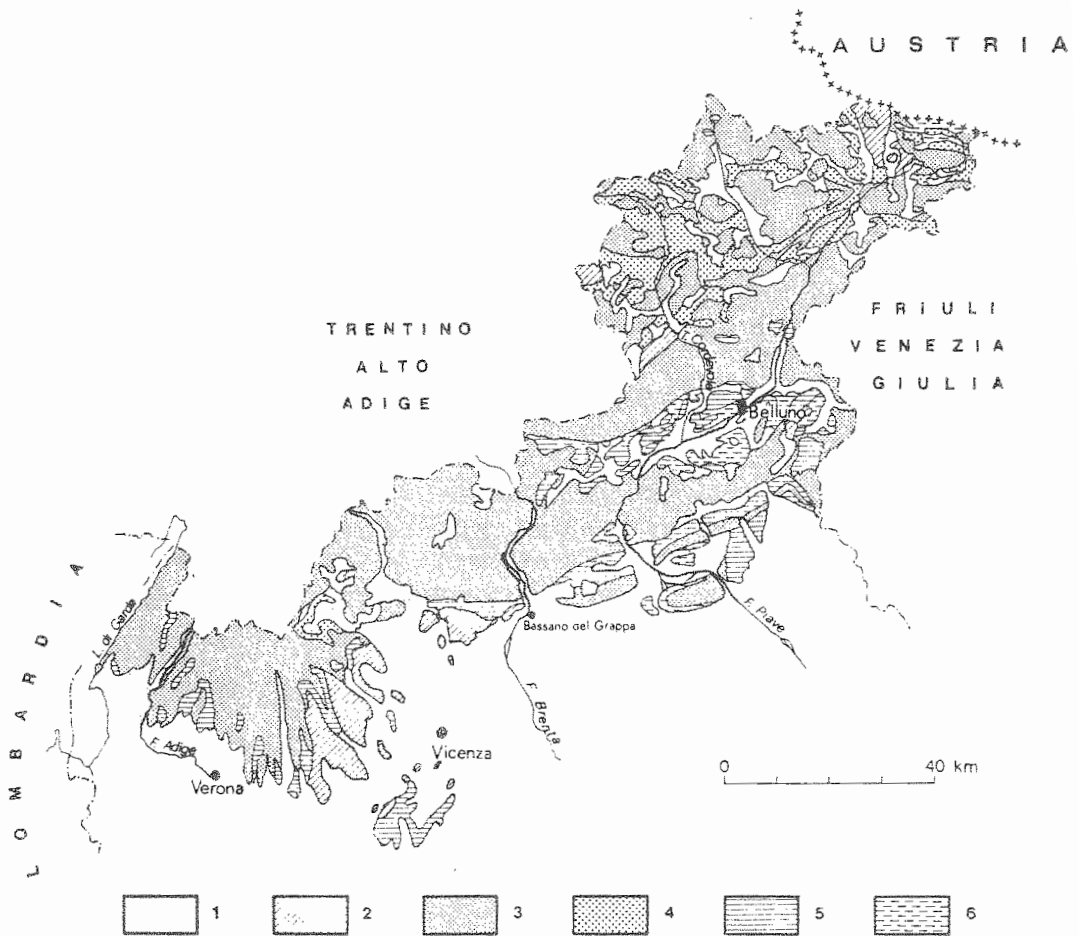 AUSTRIA
FRIULI
VENEZIA
GIULIA
TRENTINO
ALTO
ADIGE
F. Cordevole
Belluno
LOMBARDIA
L. di Garda
Bassano del Grappa
F. Piave
F. Brenta
F. Adige
Verona
Vicenza
0 40 km
1 2 3 4 5 6